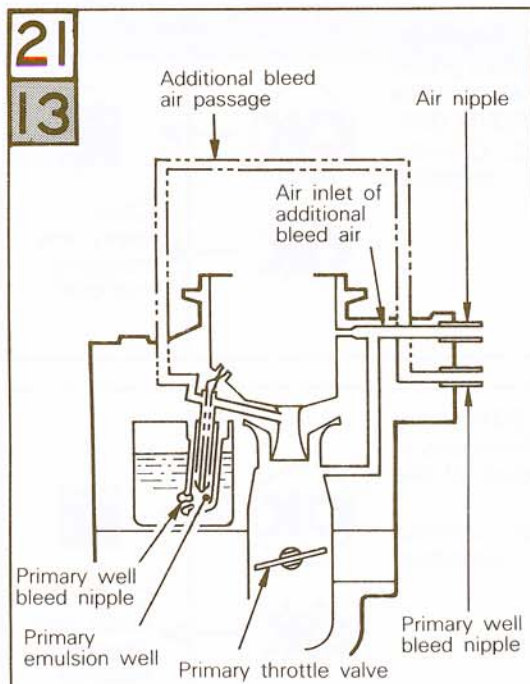 21
13
Additional bleed
air passage
Air nipple
Air inlet of
additional
bleed air
Primary well
bleed nipple
Primary
emulsion well
Primary throttle valve
Primary well
bleed nipple